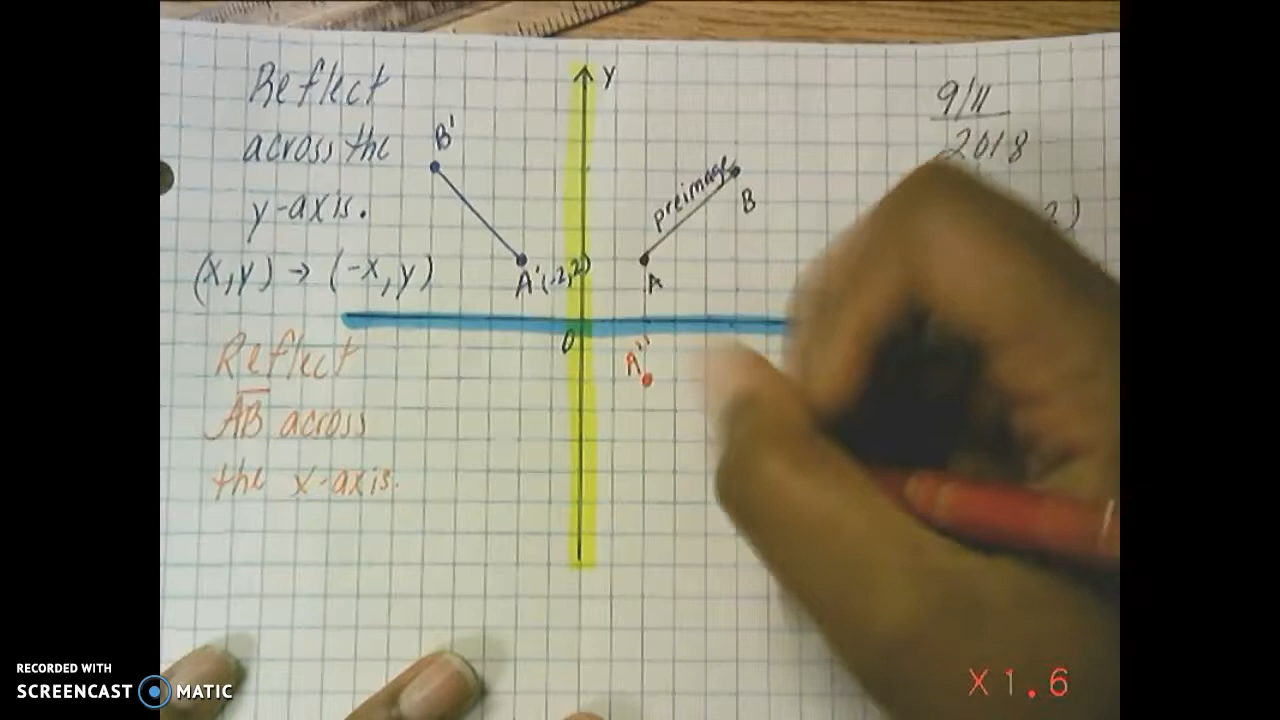 Reflect
across the
y-axis.
(x,y) → (-x,y)
Reflect
AB across
the x-axis.
B'
A'(-2,2)
Y
preimage
B
A
O
A''
9/11
2018
2)
RECORDED WITH
SCREENCAST MATIC
X1.6